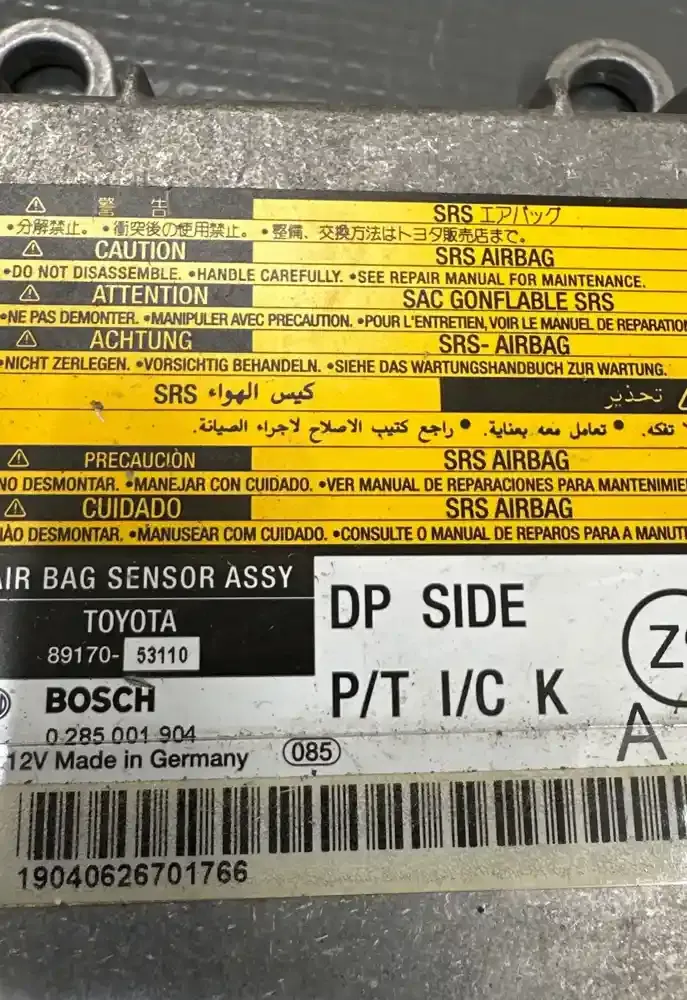 ⚠ 警告 SRS エアバッグ
•分解禁止。 •衝突後の使用禁止。 •整備、交換方法はトヨタ販売店まで。
⚠ CAUTION SRS AIRBAG
•DO NOT DISASSEMBLE. •HANDLE CAREFULLY. •SEE REPAIR MANUAL FOR MAINTENANCE.
⚠ ATTENTION SAC GONFLABLE SRS
•NE PAS DEMONTER. •MANIPULER AVEC PRECAUTION. •POUR L'ENTRETIEN, VOIR LE MANUEL DE REPARATION
⚠ ACHTUNG SRS- AIRBAG
•NICHT ZERLEGEN. •VORSICHTIG BEHANDELN. •SIEHE DAS WARTUNGSHANDBUCH ZUR WARTUNG.
⚠ تحذير كيس الهواء SRS
تفكه. • تعامل معه بعناية. • راجع كتيب الاصلاح لاجراء الصيانة.
⚠ PRECAUCIÒN SRS AIRBAG
NO DESMONTAR. •MANEJAR CON CUIDADO. •VER MANUAL DE REPARACIONES PARA MANTENIMIE
⚠ CUIDADO SRS AIRBAG
NÃO DESMONTAR. •MANUSEAR COM CUIDADO. •CONSULTE O MANUAL DE REPAROS PARA A MANUT
AIR BAG SENSOR ASSY
TOYOTA
89170- 53110
BOSCH
0 285 001 904
12V Made in Germany 085
DP SIDE
P/T I/C K
A
19040626701766